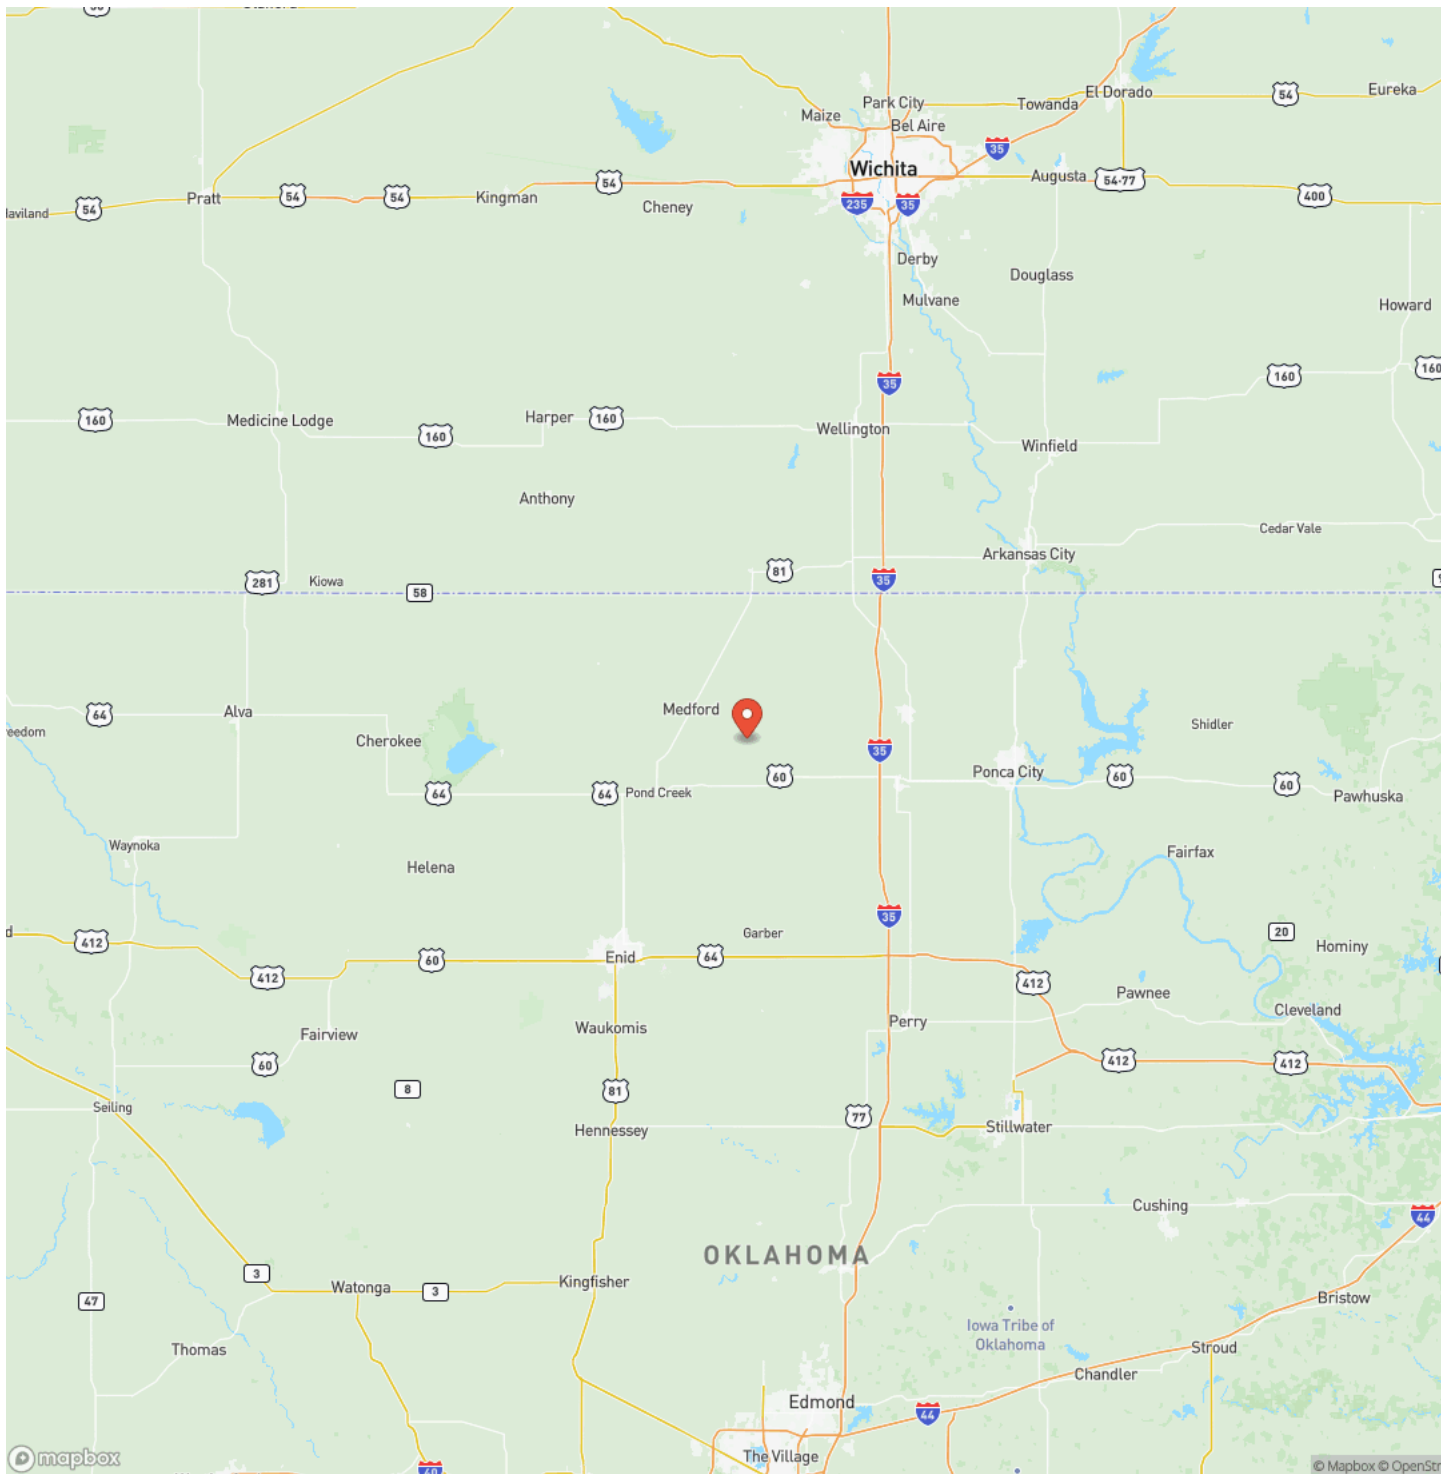 Park City
El Dorado
Towanda
54
Eureka
Maize
Bel Aire
35
Wichita
Augusta
54-77
54
Pratt
54
54
Kingman
Cheney
235
35
400
54
Derby
Douglass
Mulvane
Howard
35
160
160
160
Medicine Lodge
160
Harper
160
Wellington
Winfield
Anthony
Cedar Vale
Arkansas City
281
Kiowa
58
81
35
64
Alva
Medford
Shidler
Cherokee
35
Ponca City
60
60
60
64
64
Pond Creek
Pawhuska
Waynoka
Helena
Fairfax
35
412
20
Garber
Hominy
60
Enid
64
412
412
Pawnee
Cleveland
Waukomis
Perry
Fairview
60
412
412
8
81
Seiling
77
Hennessey
Stillwater
Cushing
44
OKLAHOMA
3
Watonga
3
Kingfisher
47
Bristow
Iowa Tribe of
Oklahoma
Thomas
Stroud
Chandler
Edmond
44
The Village
mapbox
© Mapbox © OpenStr